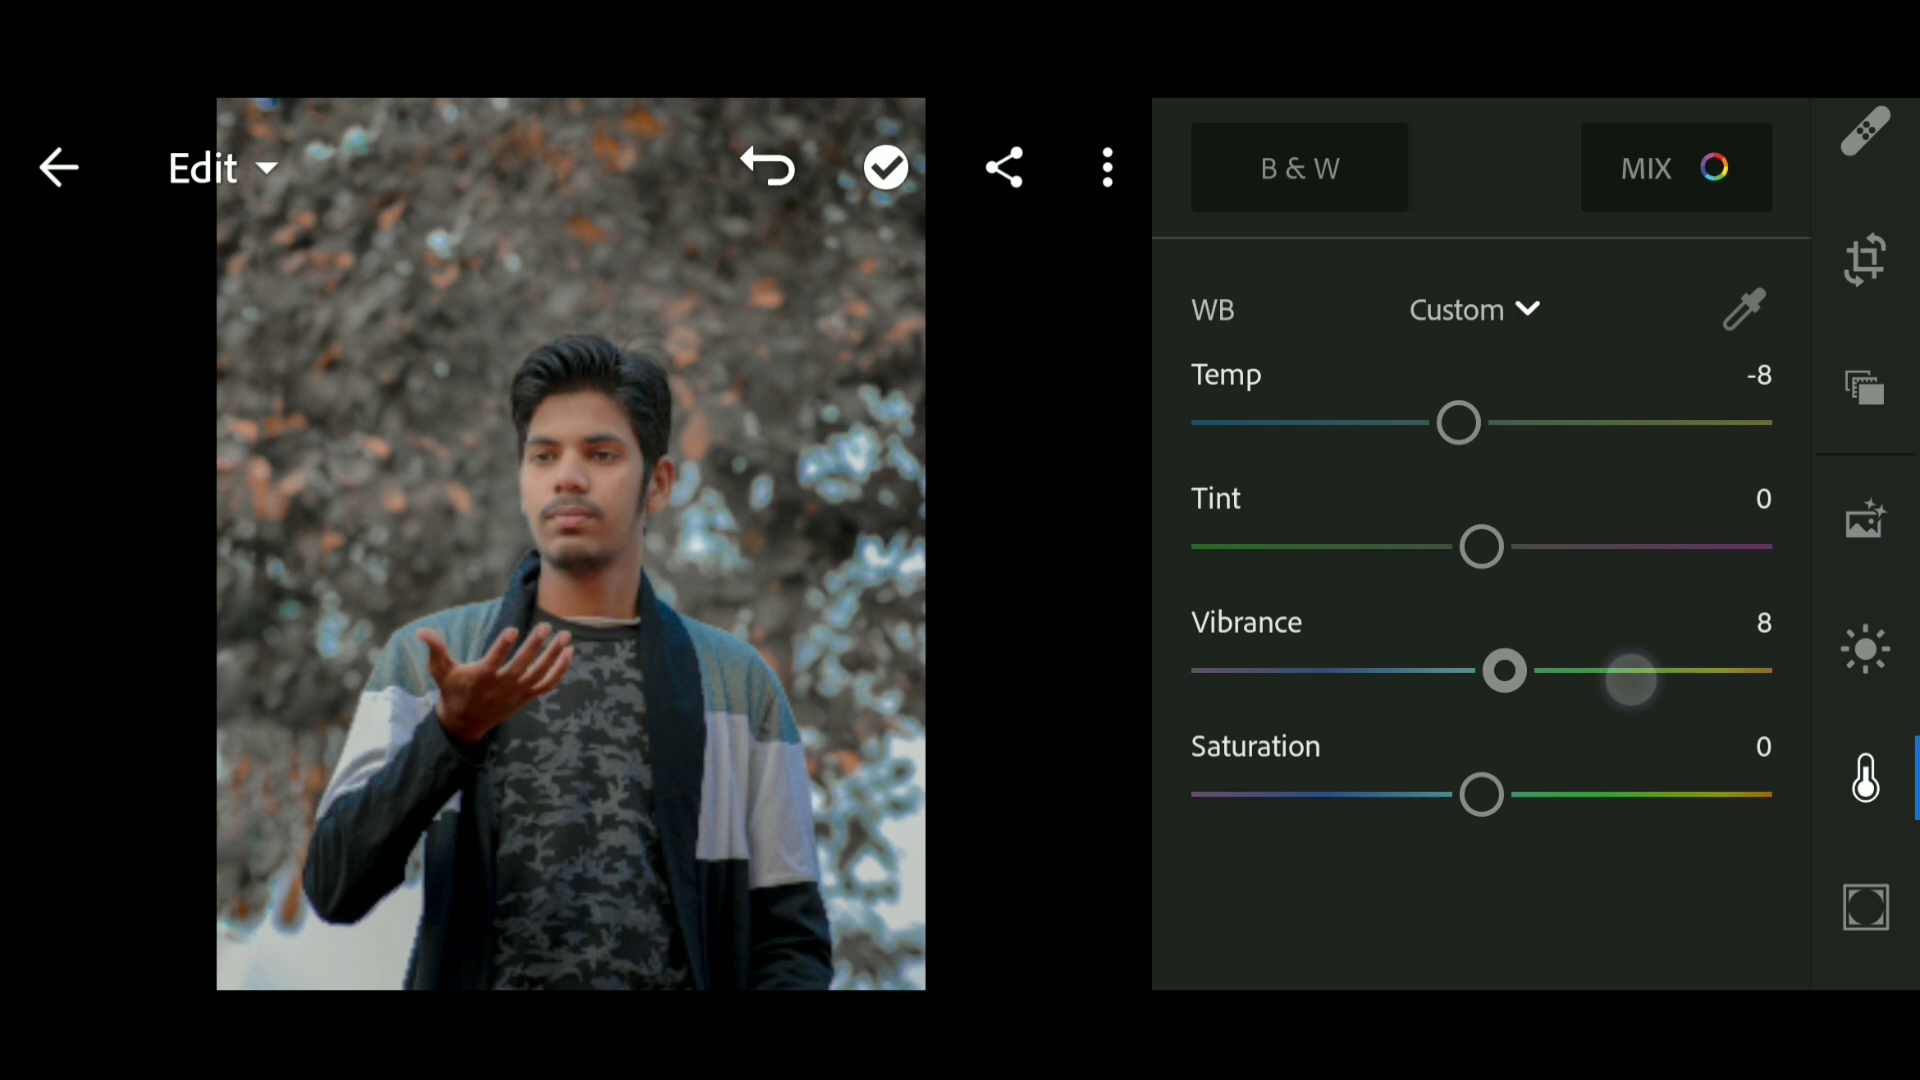 Edit
B & W
MIX
WB
Custom
Temp
-8
Tint
0
Vibrance
8
Saturation
0